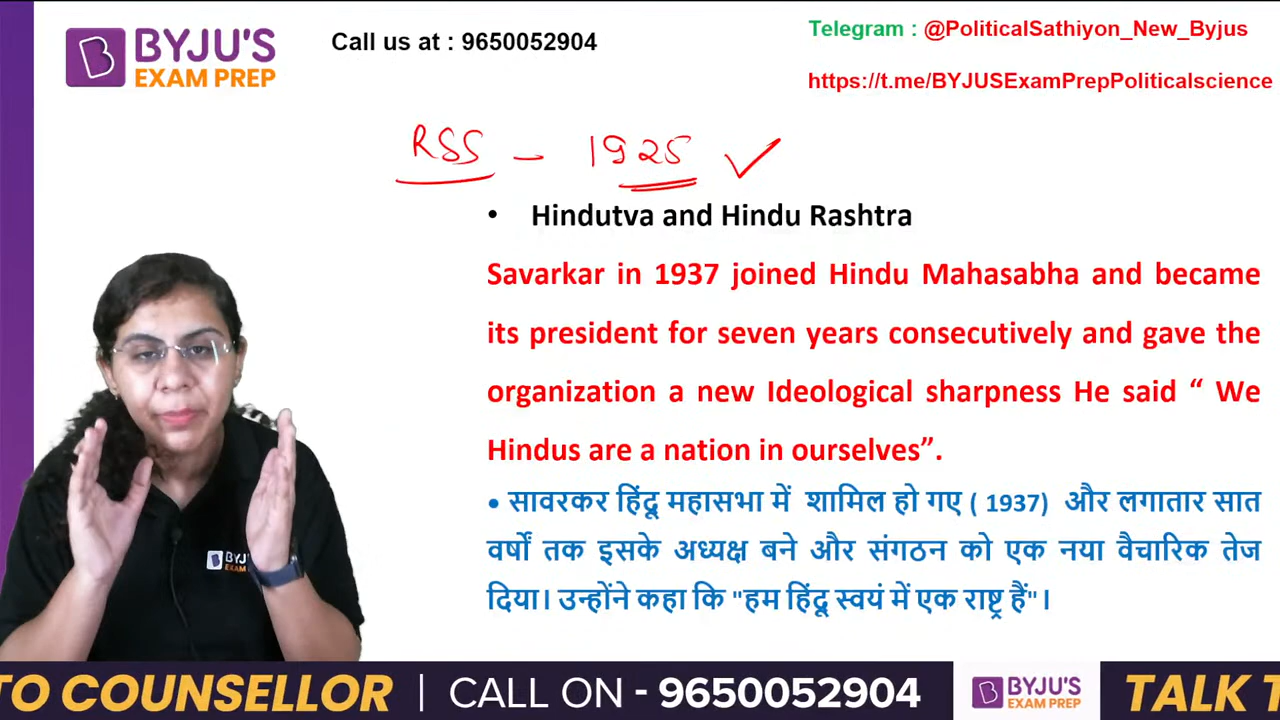 BYJU'S
EXAM PREP
Call us at : 9650052904
Telegram : @PoliticalSathiyon_New_Byjus
https://t.me/BYJUSExamPrepPoliticalscience
RSS - 1925
• Hindutva and Hindu Rashtra
Savarkar in 1937 joined Hindu Mahasabha and became
its president for seven years consecutively and gave the
organization a new Ideological sharpness He said “ We
Hindus are a nation in ourselves”.
• सावरकर हिंदू महासभा में शामिल हो गए ( 1937) और लगातार सात
वर्षों तक इसके अध्यक्ष बने और संगठन को एक नया वैचारिक तेज
दिया। उन्होंने कहा कि "हम हिंदू स्वयं में एक राष्ट्र हैं"।
BYJU'S
EXAM PREP
TO COUNSELLOR | CALL ON - 9650052904
BYJU'S
EXAM PREP
TALK T